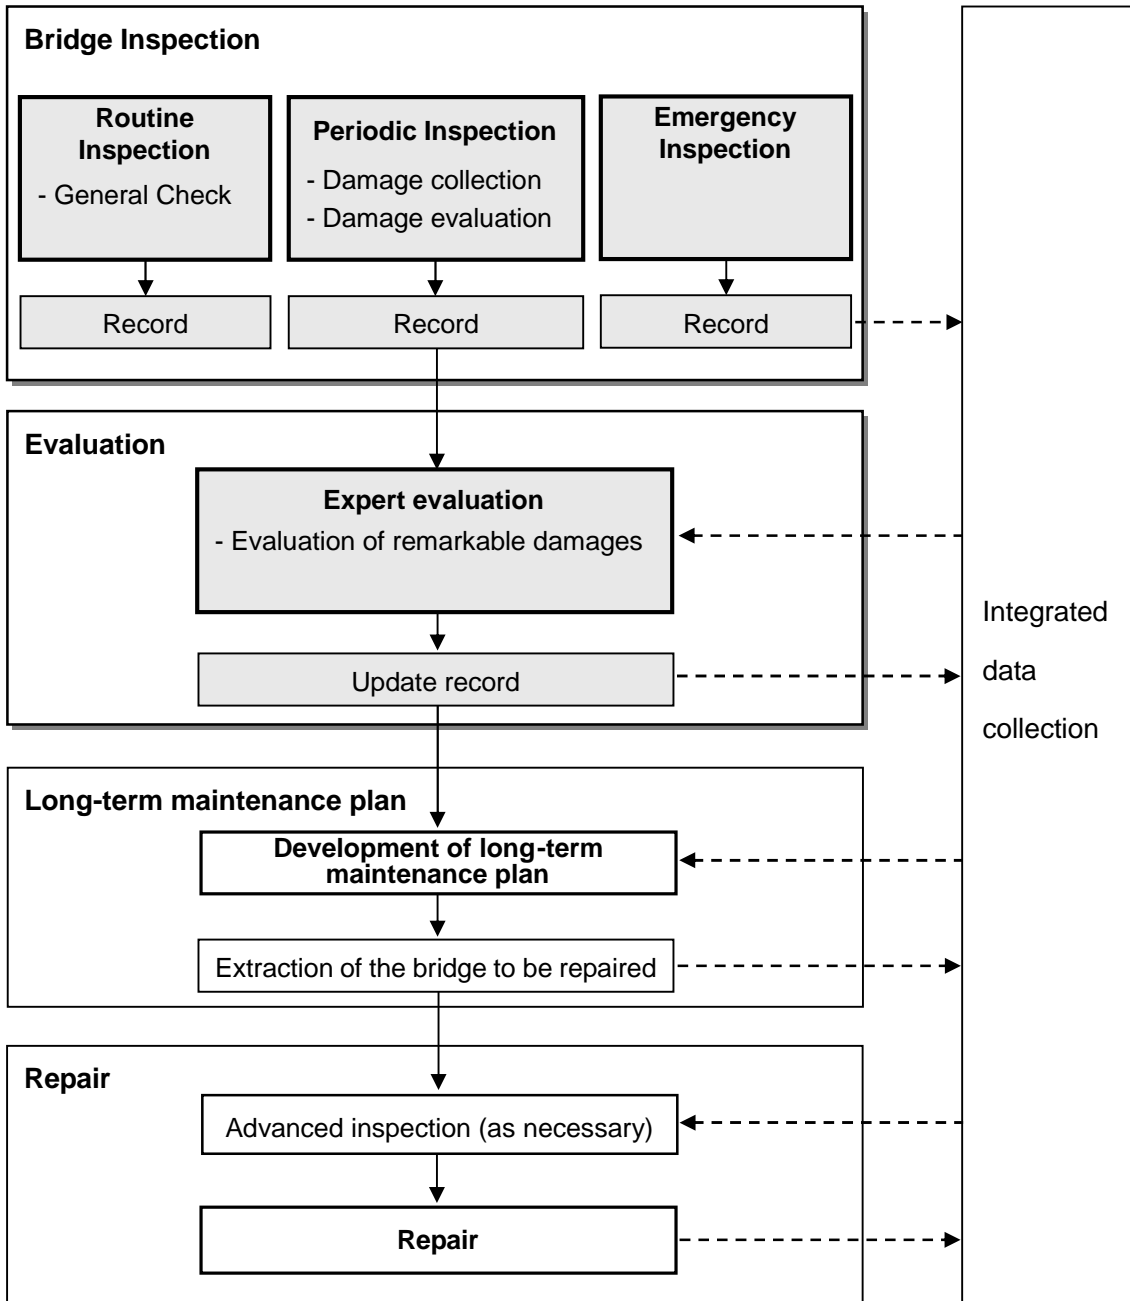 Bridge Inspection
Routine
Inspection
- General Check
Periodic Inspection
- Damage collection
- Damage evaluation
Emergency
Inspection
Record
Record
Record
Evaluation
Expert evaluation
- Evaluation of remarkable damages
Update record
Integrated
data
collection
Long-term maintenance plan
Development of long-term
maintenance plan
Extraction of the bridge to be repaired
Repair
Advanced inspection (as necessary)
Repair